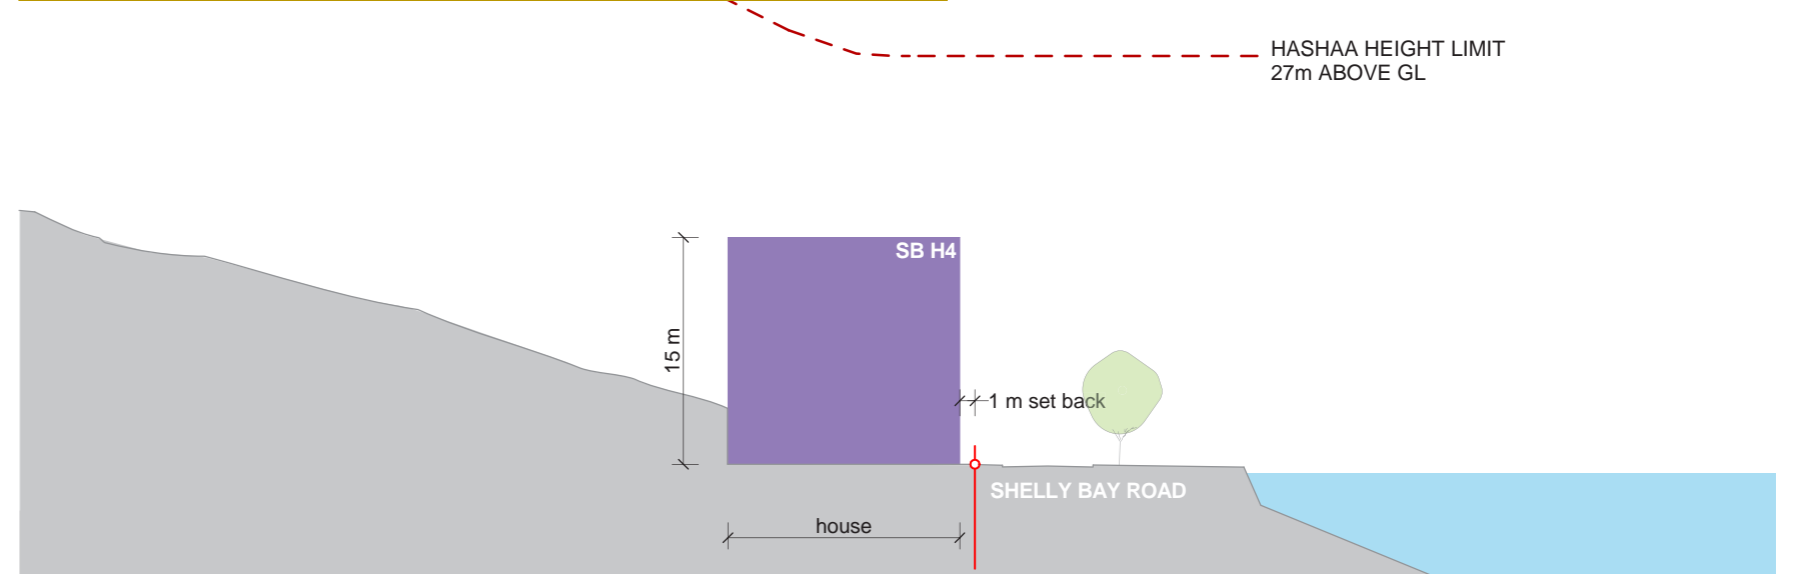 HASHAA HEIGHT LIMIT
27m ABOVE GL
SB H4
15 m
1 m set back
SHELLY BAY ROAD
house